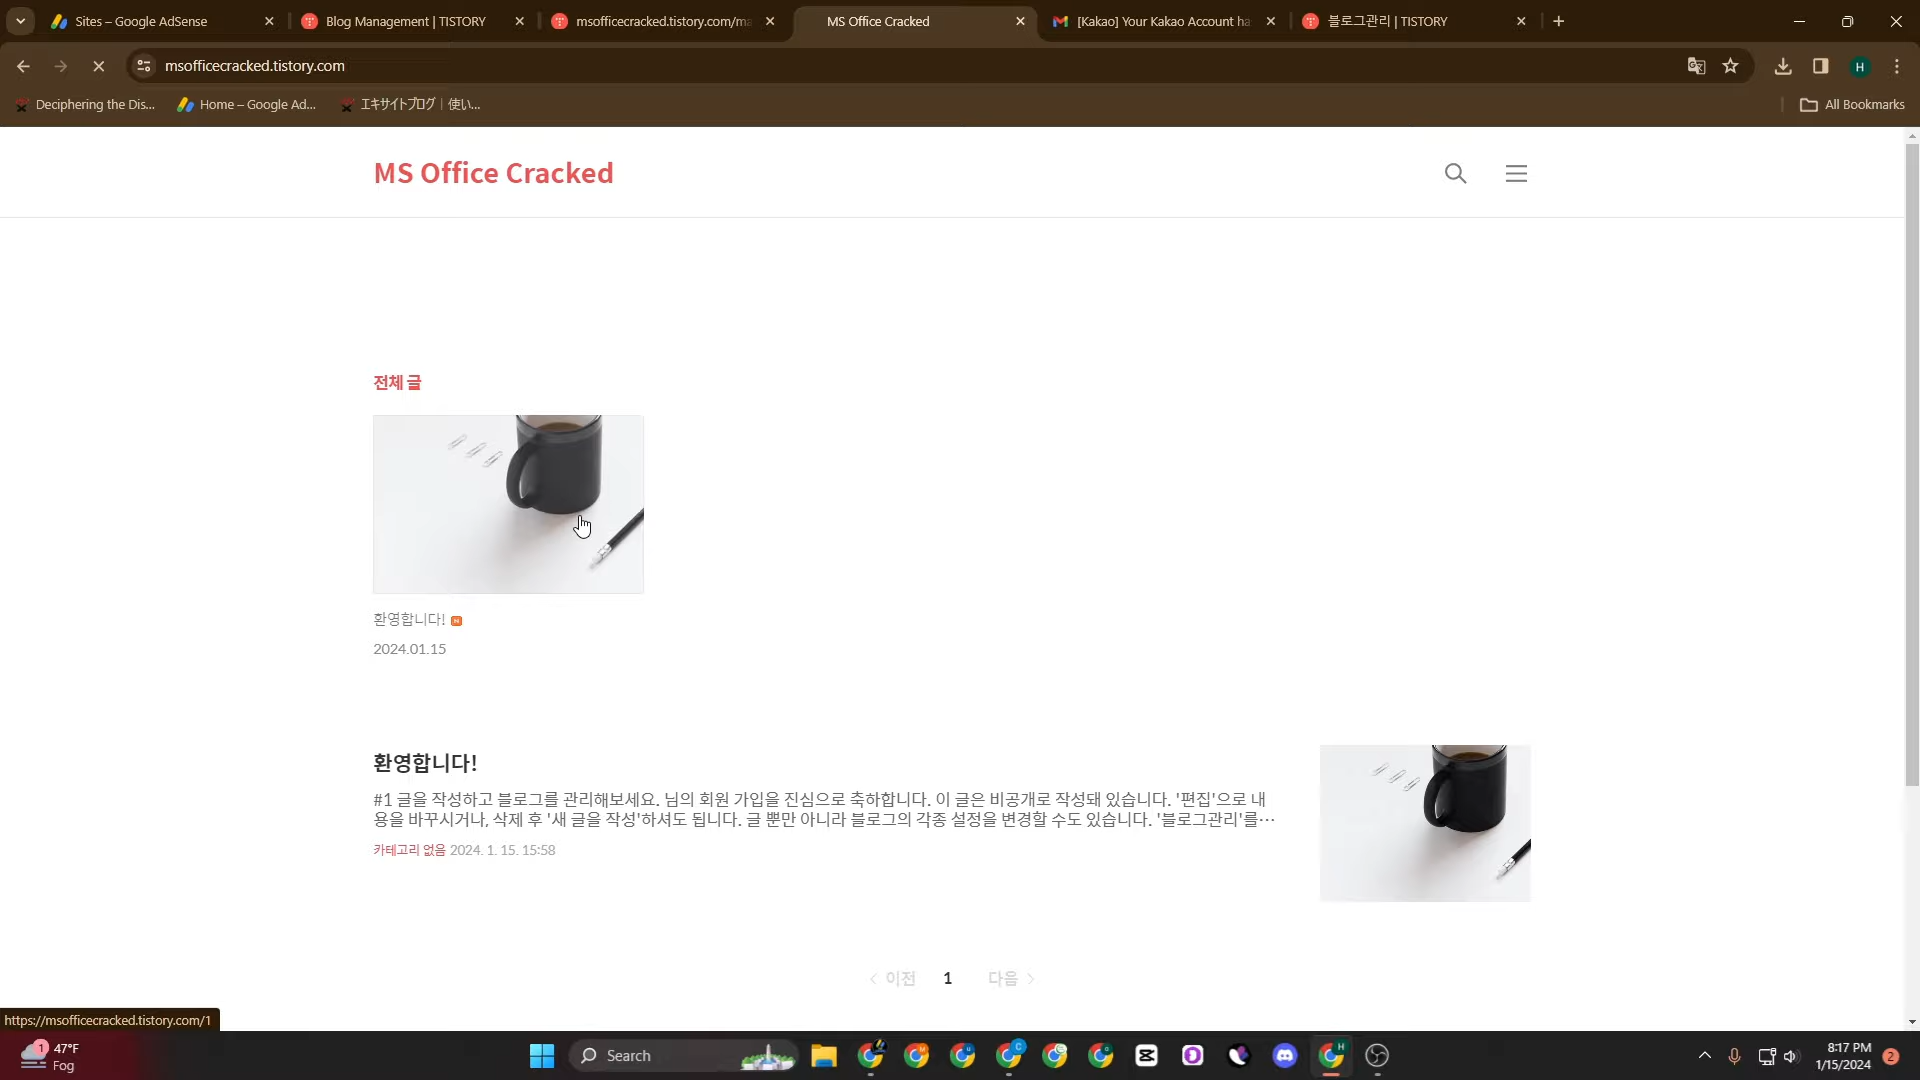 Sites – Google AdSense
Blog Management | TISTORY
msofficecracked.tistory.com/ma
MS Office Cracked
[Kakao] Your Kakao Account ha
블로그관리 | TISTORY
msofficecracked.tistory.com
H
Deciphering the Dis...
Home – Google Ad...
エキサイトブログ｜使い...
All Bookmarks
MS Office Cracked
전체 글
환영합니다! N
2024.01.15
환영합니다!
#1 글을 작성하고 블로그를 관리해보세요. 님의 회원 가입을 진심으로 축하합니다. 이 글은 비공개로 작성돼 있습니다. '편집'으로 내
용을 바꾸시거나, 삭제 후 '새 글을 작성'하셔도 됩니다. 글 뿐만 아니라 블로그의 각종 설정을 변경할 수도 있습니다. '블로그관리'를…
카테고리 없음 2024. 1. 15. 15:58
이전 1 다음
https://msofficecracked.tistory.com/1
1
47°F
Fog
Search
8:17 PM
1/15/2024
2